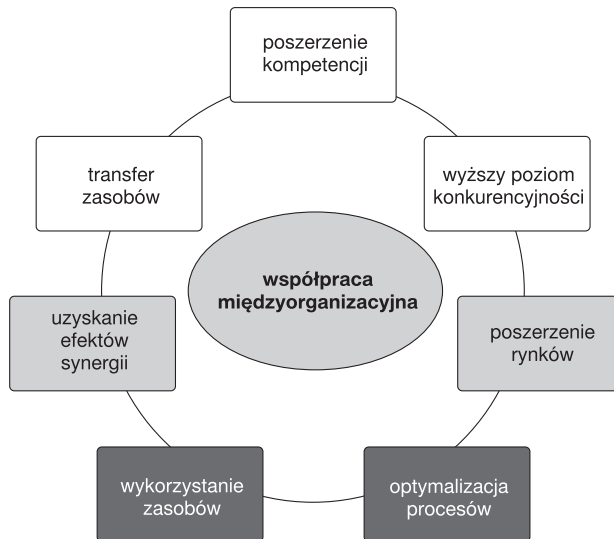 poszerzenie
kompetencji
transfer
zasobów
wyższy poziom
konkurencyjności
współpraca
międzyorganizacyjna
uzyskanie
efektów
synergii
poszerzenie
rynków
wykorzystanie
zasobów
optymalizacja
procesów